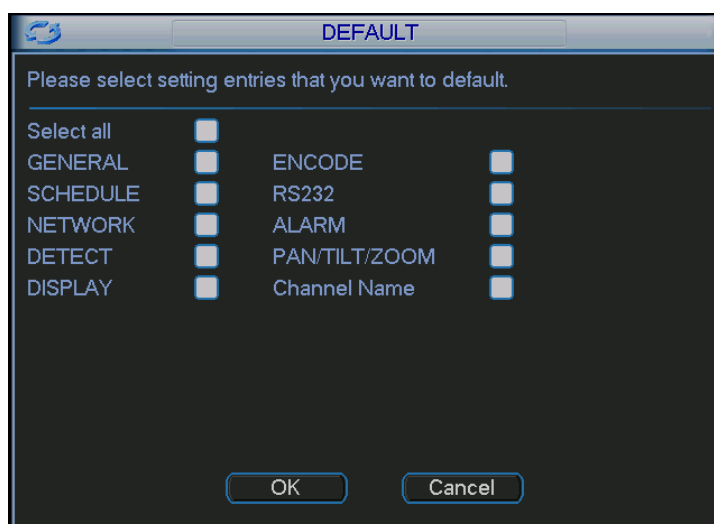 DEFAULT
Please select setting entries that you want to default.
Select all
GENERAL ENCODE
SCHEDULE RS232
NETWORK ALARM
DETECT PAN/TILT/ZOOM
DISPLAY Channel Name
OK Cancel